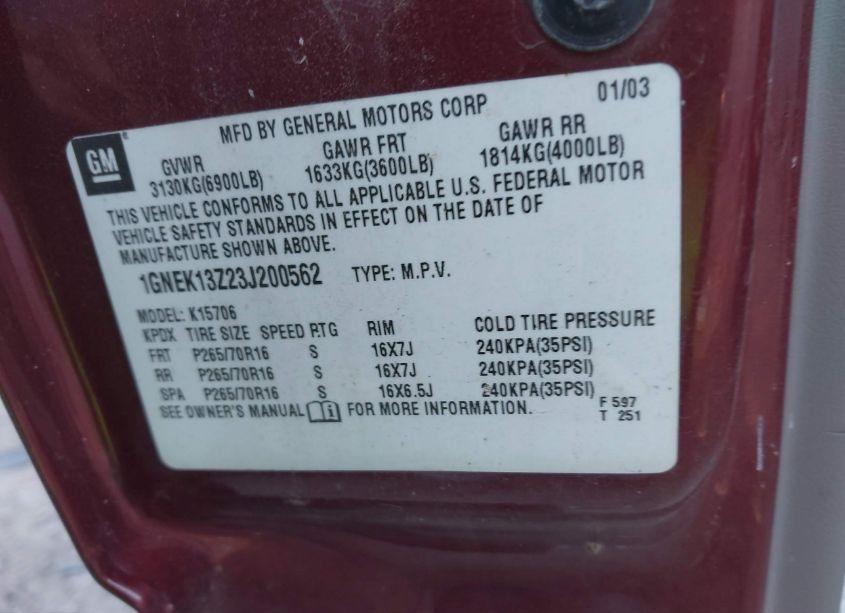 MFD BY GENERAL MOTORS CORP 01/03
GM
GVWR GAWR FRT GAWR RR
3130KG(6900LB) 1633KG(3600LB) 1814KG(4000LB)
THIS VEHICLE CONFORMS TO ALL APPLICABLE U.S. FEDERAL MOTOR
VEHICLE SAFETY STANDARDS IN EFFECT ON THE DATE OF
MANUFACTURE SHOWN ABOVE.
1GNEK13Z23J200562 TYPE: M.P.V.
MODEL: K15706
KPDX TIRE SIZE SPEED RTG RIM COLD TIRE PRESSURE
FRT P265/70R16 S 16X7J 240KPA(35PSI)
RR P265/70R16 S 16X7J 240KPA(35PSI)
SPA P265/70R16 S 16X6.5J 240KPA(35PSI)
SEE OWNER'S MANUAL i FOR MORE INFORMATION.
F 597
T 251